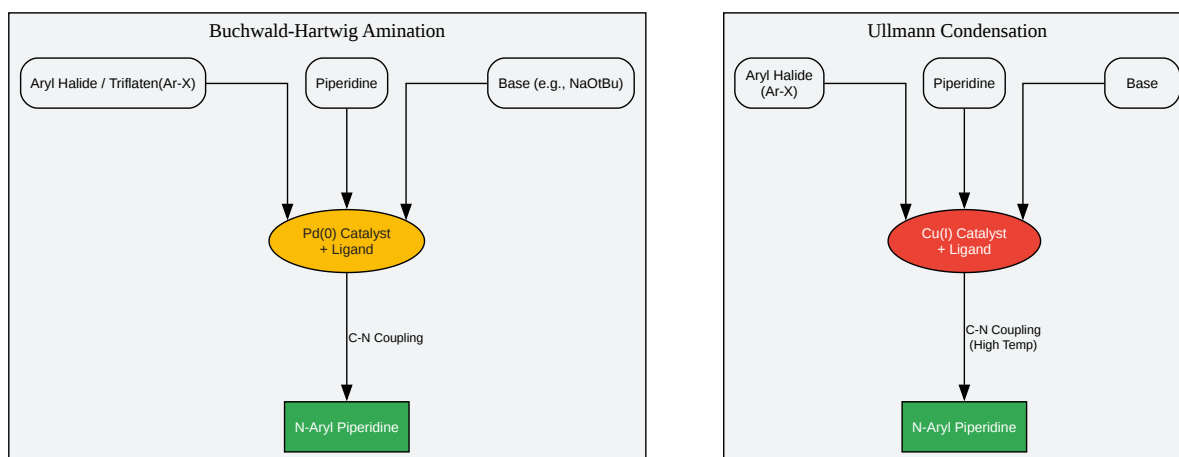 Buchwald-Hartwig Amination
Aryl Halide / Triflaten(Ar-X)
Piperidine
Base (e.g., NaOtBu)
Pd(0) Catalyst
+ Ligand
C-N Coupling
N-Aryl Piperidine
Ullmann Condensation
Aryl Halide
(Ar-X)
Piperidine
Base
Cu(I) Catalyst
+ Ligand
C-N Coupling
(High Temp)
N-Aryl Piperidine